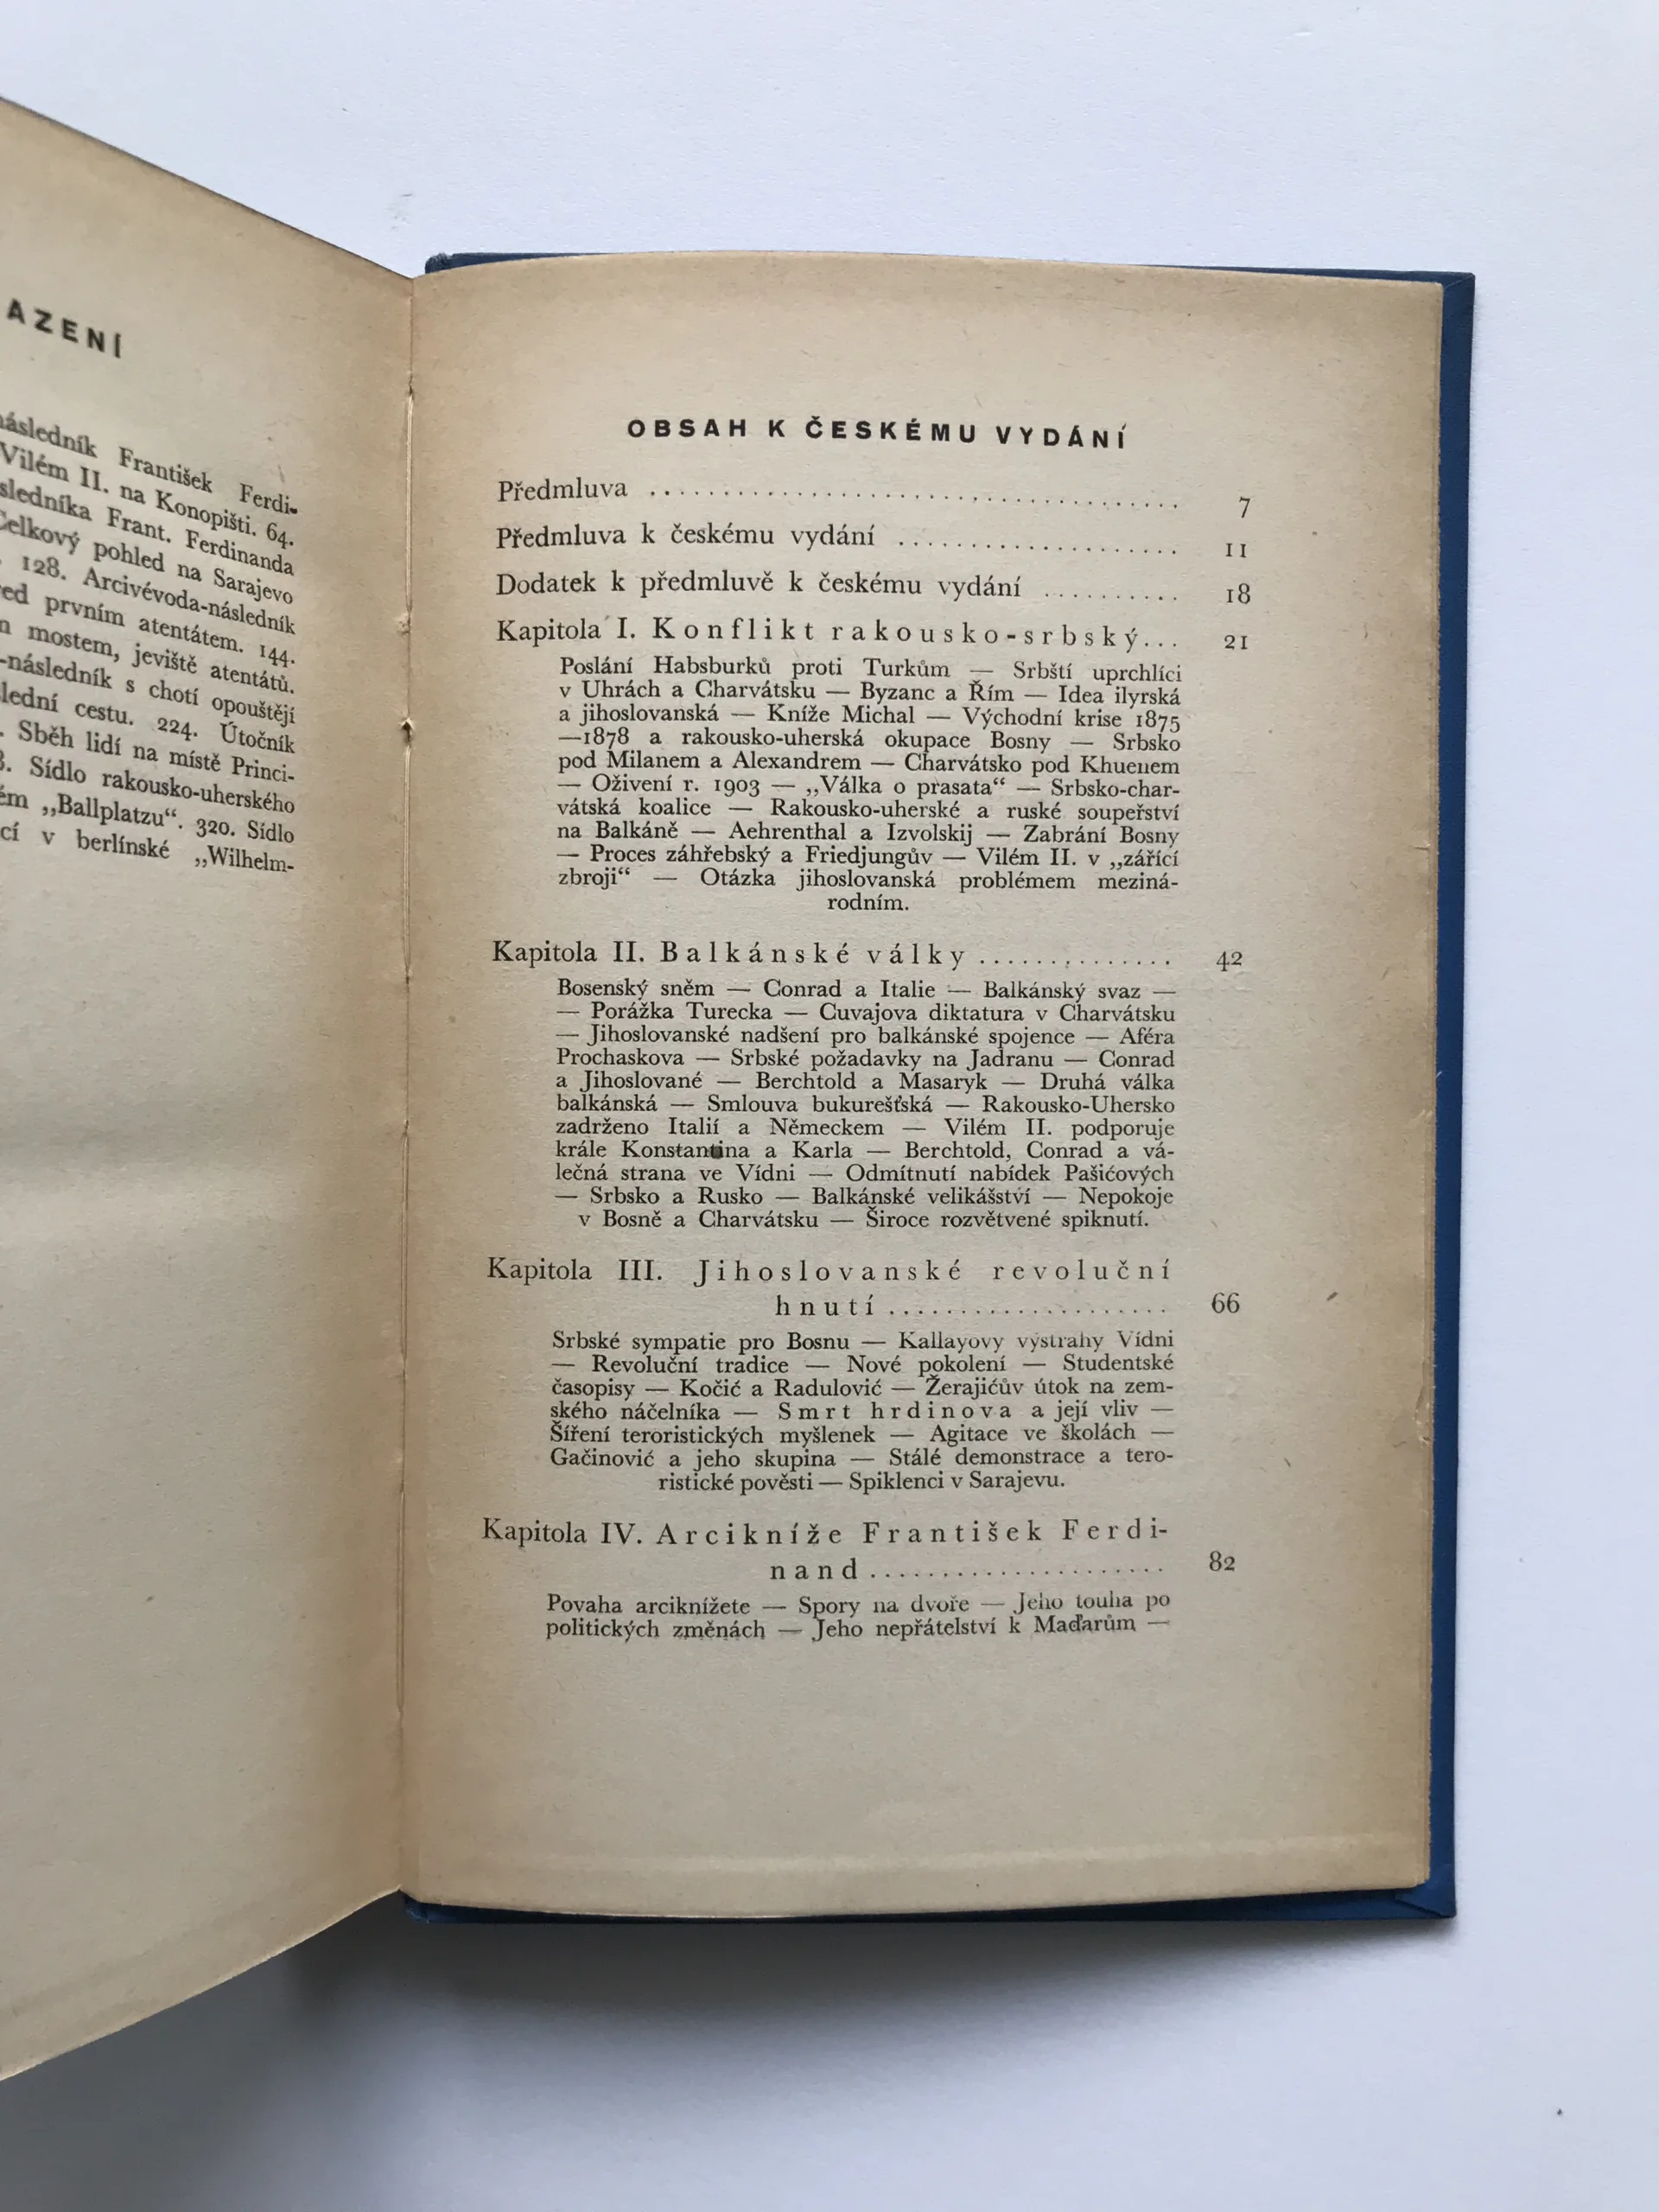 AZENÍ
následník František Ferdi-
Vilém II. na Konopišti. 64.
sledníka Frant. Ferdinanda
Celkový pohled na Sarajevo
128. Arcivévoda-následník
ed prvním atentátem. 144.
m mostem, jeviště atentátů.
-následník s chotí opouštějí
lední cestu. 224. Útočník
. Sběh lidí na místě Princi-
8. Sídlo rakousko-uherského
ém „Ballplatzu“. 320. Sídlo
cí v berlínské „Wilhelm-
OBSAH K ČESKÉMU VYDÁNÍ
Předmluva ..................................... 7
Předmluva k českému vydání ................... 11
Dodatek k předmluvě k českému vydání .......... 18
Kapitola I. Konflikt rakousko-srbský... 21
Poslání Habsburků proti Turkům — Srbští uprchlíci
v Uhrách a Charvátsku — Byzanc a Řím — Idea ilyrská
a jihoslovanská — Kníže Michal — Východní krise 1875
—1878 a rakousko-uherská okupace Bosny — Srbsko
pod Milanem a Alexandrem — Charvátsko pod Khuenem
— Oživení r. 1903 — „Válka o prasata“ — Srbsko-char-
vátská koalice — Rakousko-uherské a ruské soupeřství
na Balkáně — Aehrenthal a Izvolskij — Zabrání Bosny
— Proces záhřebský a Friedjungův — Vilém II. v „zářící
zbroji“ — Otázka jihoslovanská problémem meziná-
rodním.
Kapitola II. Balkánské války .............. 42
Bosenský sněm — Conrad a Italie — Balkánský svaz —
— Porážka Turecka — Cuvajova diktatura v Charvátsku
— Jihoslovanské nadšení pro balkánské spojence — Aféra
Prochaskova — Srbské požadavky na Jadranu — Conrad
a Jihoslované — Berchtold a Masaryk — Druhá válka
balkánská — Smlouva bukurešťská — Rakousko-Uhersko
zadrženo Italií a Německem — Vilém II. podporuje
krále Konstantina a Karla — Berchtold, Conrad a vá-
lečná strana ve Vídni — Odmítnutí nabídek Pašićových
— Srbsko a Rusko — Balkánské velikášství — Nepokoje
v Bosně a Charvátsku — Široce rozvětvené spiknutí.
Kapitola III. Jihoslovanské revoluční
hnutí .................... 66
Srbské sympatie pro Bosnu — Kallayovy výstrahy Vídni
— Revoluční tradice — Nové pokolení — Studentské
časopisy — Kočić a Radulović — Žerajićův útok na zem-
ského náčelníka — Smrt hrdinova a její vliv —
Šíření teroristických myšlenek — Agitace ve školách —
Gačinović a jeho skupina — Stálé demonstrace a tero-
ristické pověsti — Spiklenci v Sarajevu.
Kapitola IV. Arcikníže František Ferdi-
nand ..................... 82
Povaha arciknížete — Spory na dvoře — Jeho touha po
politických změnách — Jeho nepřátelství k Maďarům —